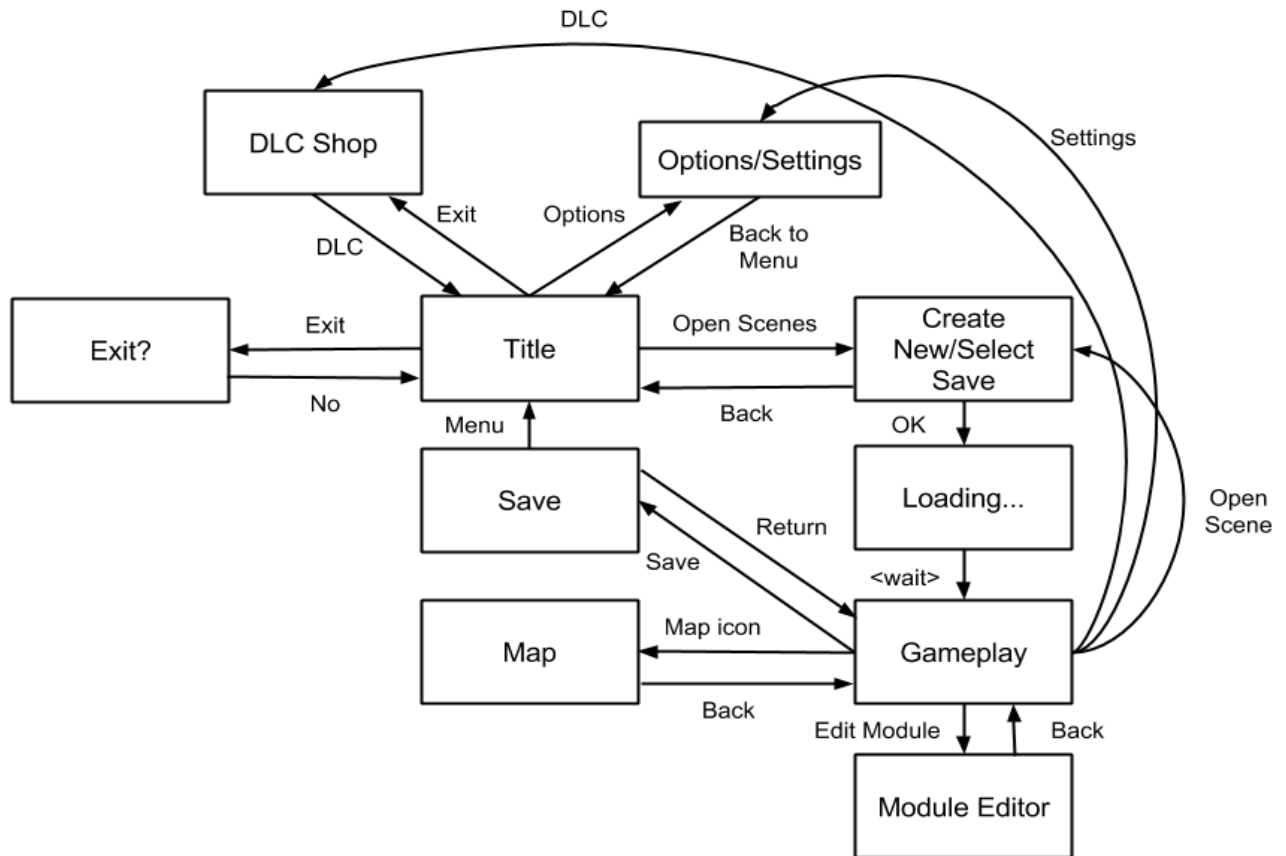 DLC
DLC Shop
Options/Settings
Settings
Exit
Options
DLC
Back to
Menu
Exit?
Exit
No
Title
Open Scenes
Back
Create
New/Select
Save
Menu
OK
Save
Loading...
Open
Scene
Return
Save
<wait>
Map
Map icon
Back
Gameplay
Edit Module
Back
Module Editor